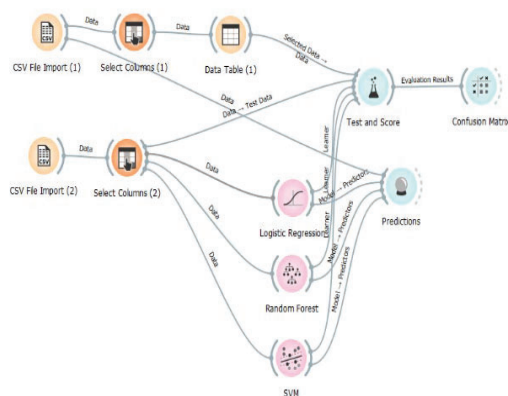 CSV
CSV File Import (1)
Data
Select Columns (1)
Data
Data Table (1)
Selected Data → Data
Data
Data → Test Data
Test and Score
Evaluation Results
Confusion Matrix
CSV
CSV File Import (2)
Data
Select Columns (2)
Data
Data
Data
Logistic Regression
Random Forest
SVM
Learner
Learner
Learner
Model → Predictors
Model → Predictors
Model → Predictors
Predictions